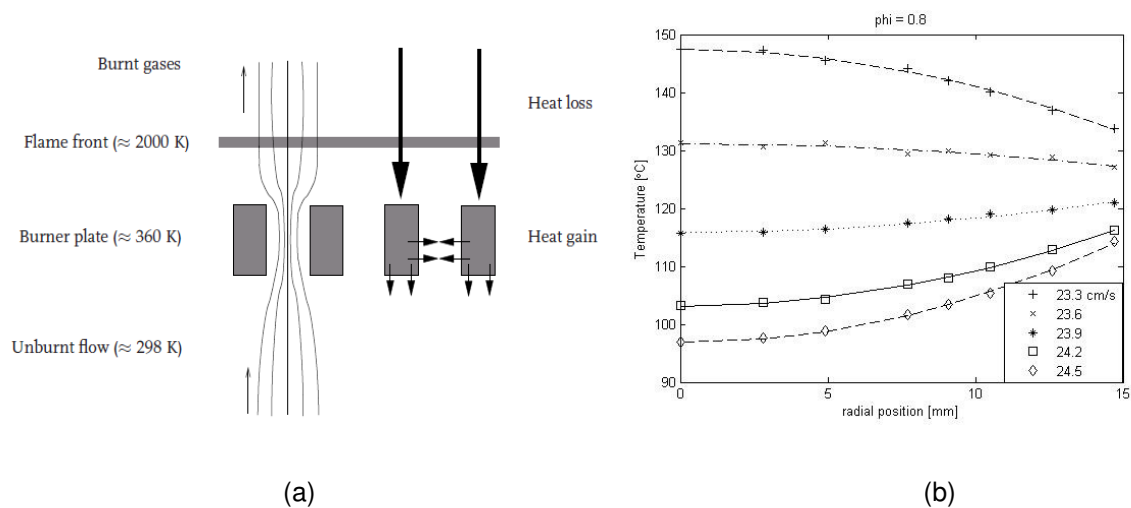 Burnt gases
Flame front (≈ 2000 K)
Burner plate (≈ 360 K)
Unburnt flow (≈ 298 K)
Heat loss
Heat gain
(a)
phi = 0.8
Temperature [°C]
150
140
130
120
110
100
90
0
5
10
15
radial position [mm]
23.3 cm/s
23.6
23.9
24.2
24.5
(b)